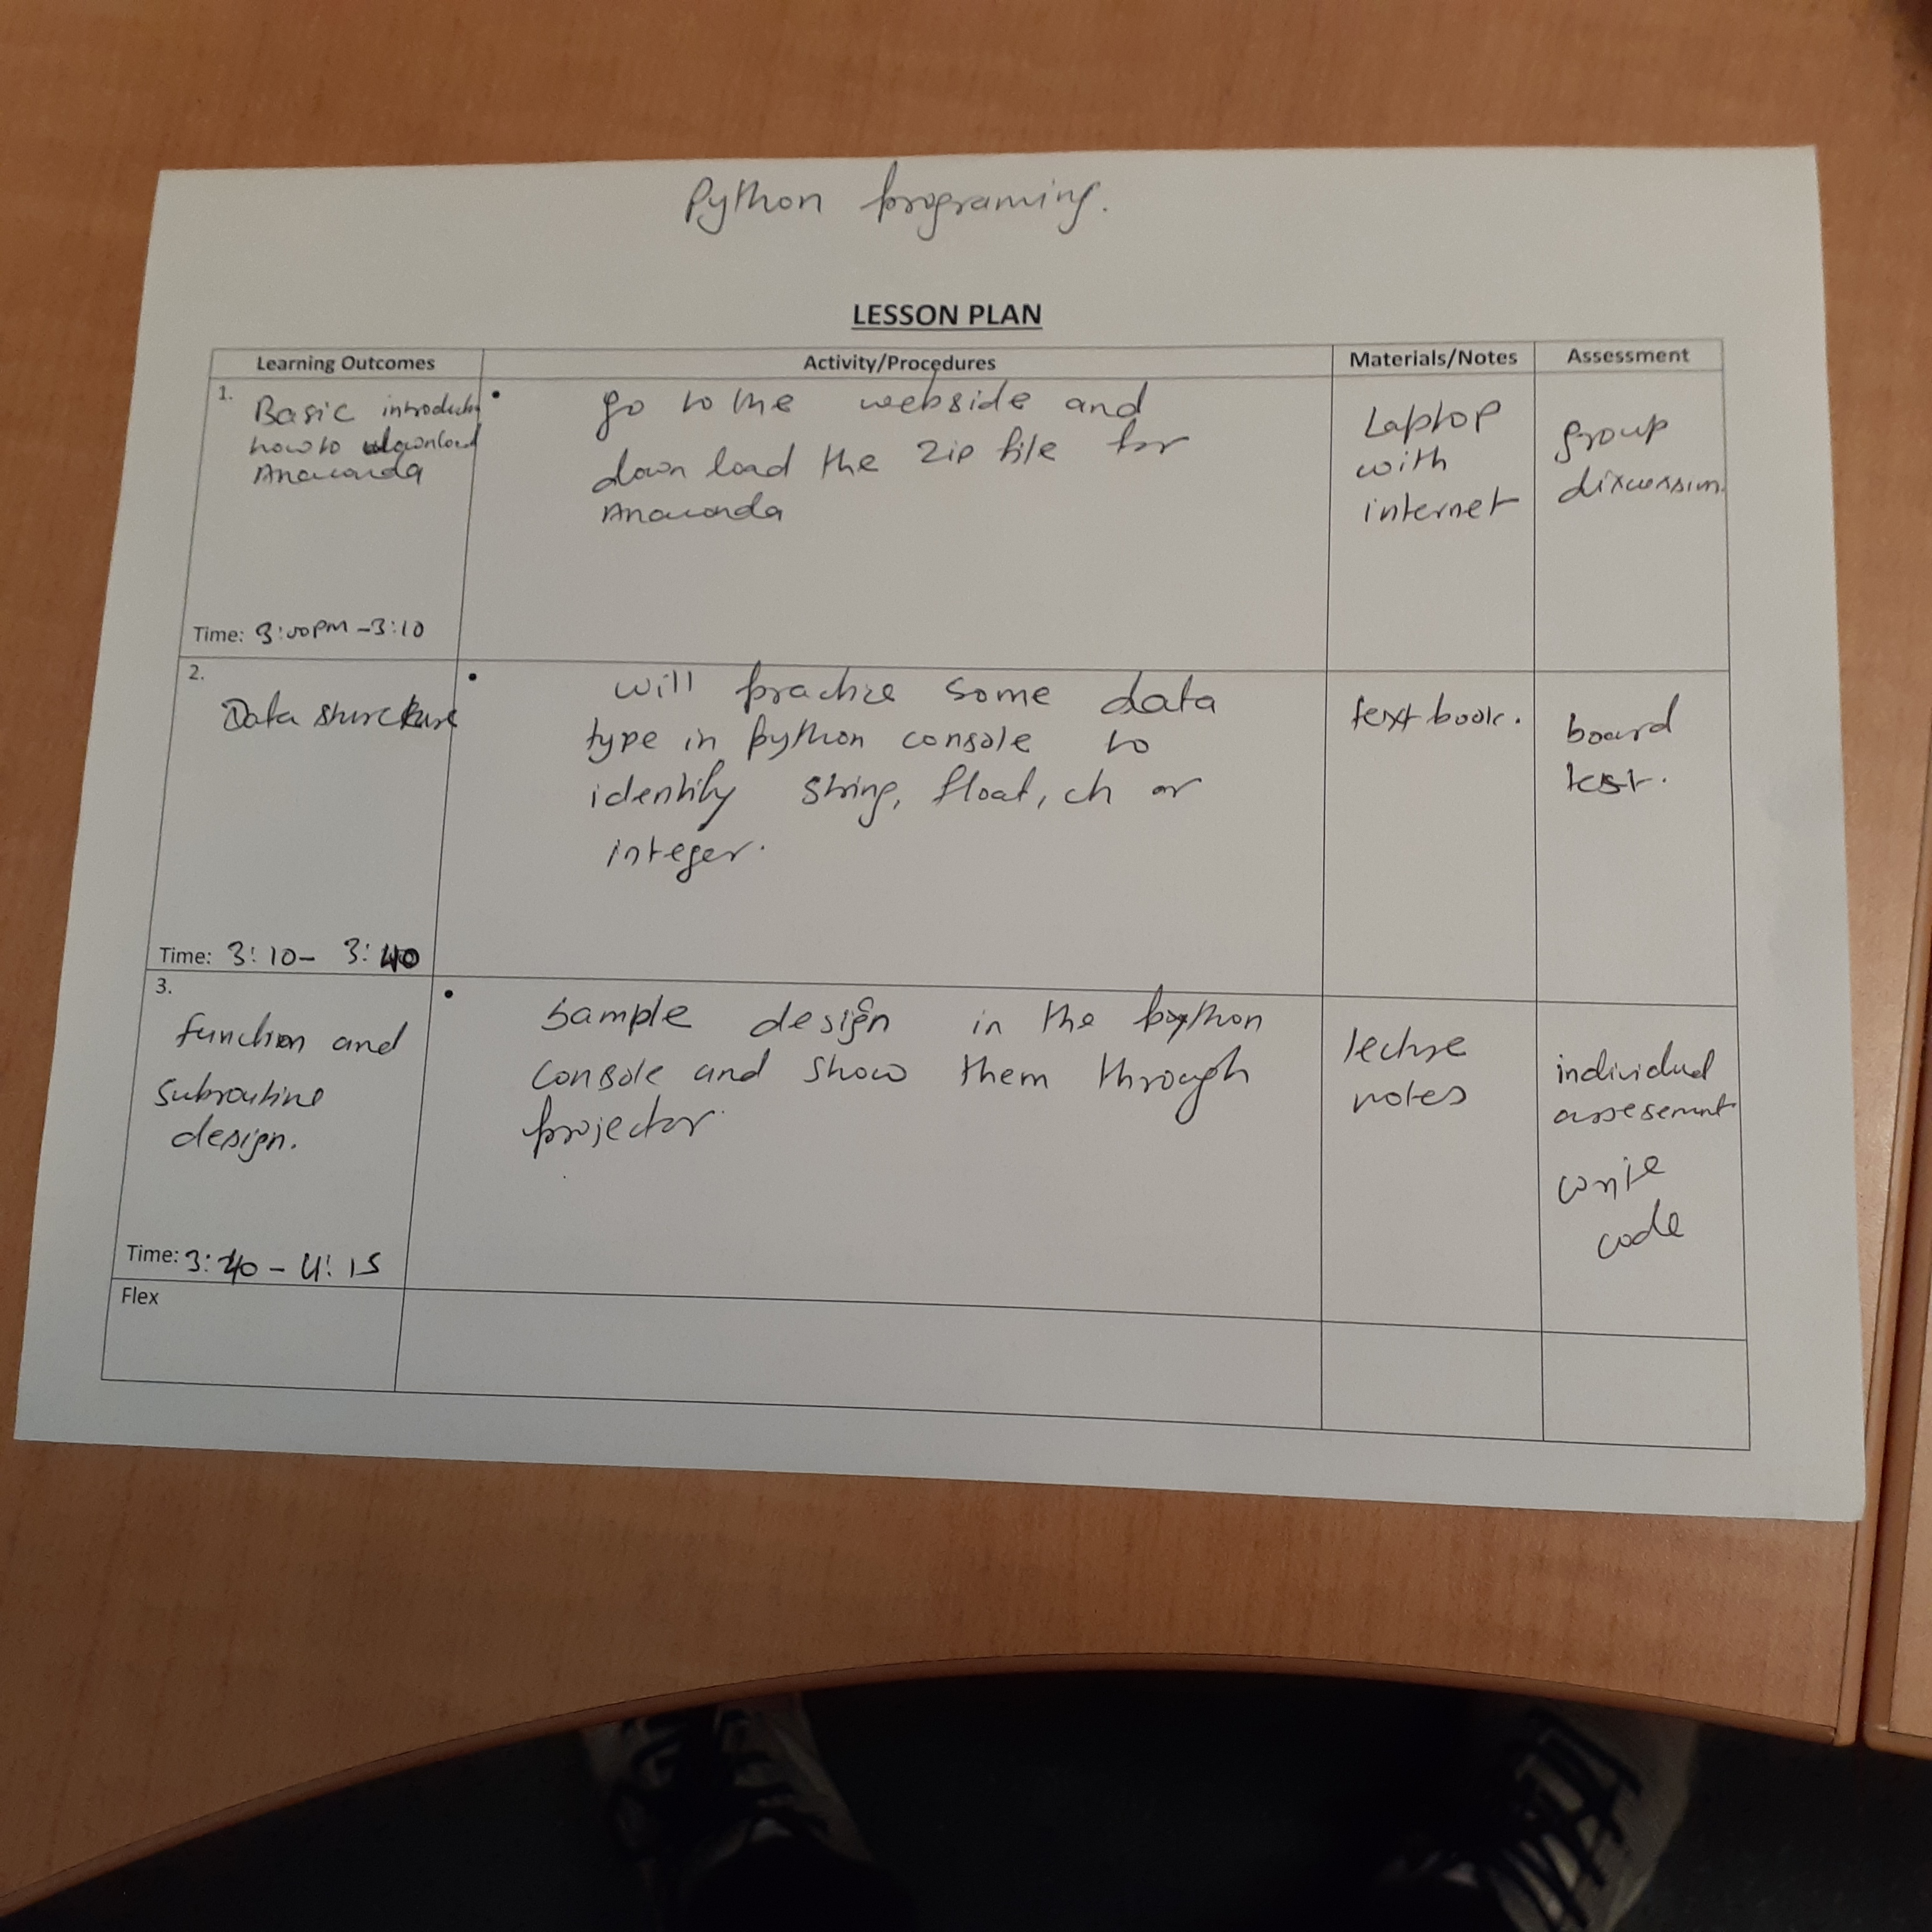 Python programing.
LESSON PLAN
Learning Outcomes Activity/Procedures Materials/Notes Assessment
1.
Basic introduction
how to download
Anaconda
Time: 3:00pm -3:10
• go to the webside and
down load the zip file for
Anaconda
Laptop
with
internet
group
discussion.
2.
Data
Time: 3:10- 3:40
• will practice some data
type in python console to
identify string, float, ch or
integer.
text book.
board
test.
3.
function and
subroutine
design.
Time: 3:40 - 4:15
• Sample design in the python
console and show them through
projector.
lecture
notes
individual
assesement
write
code
Flex